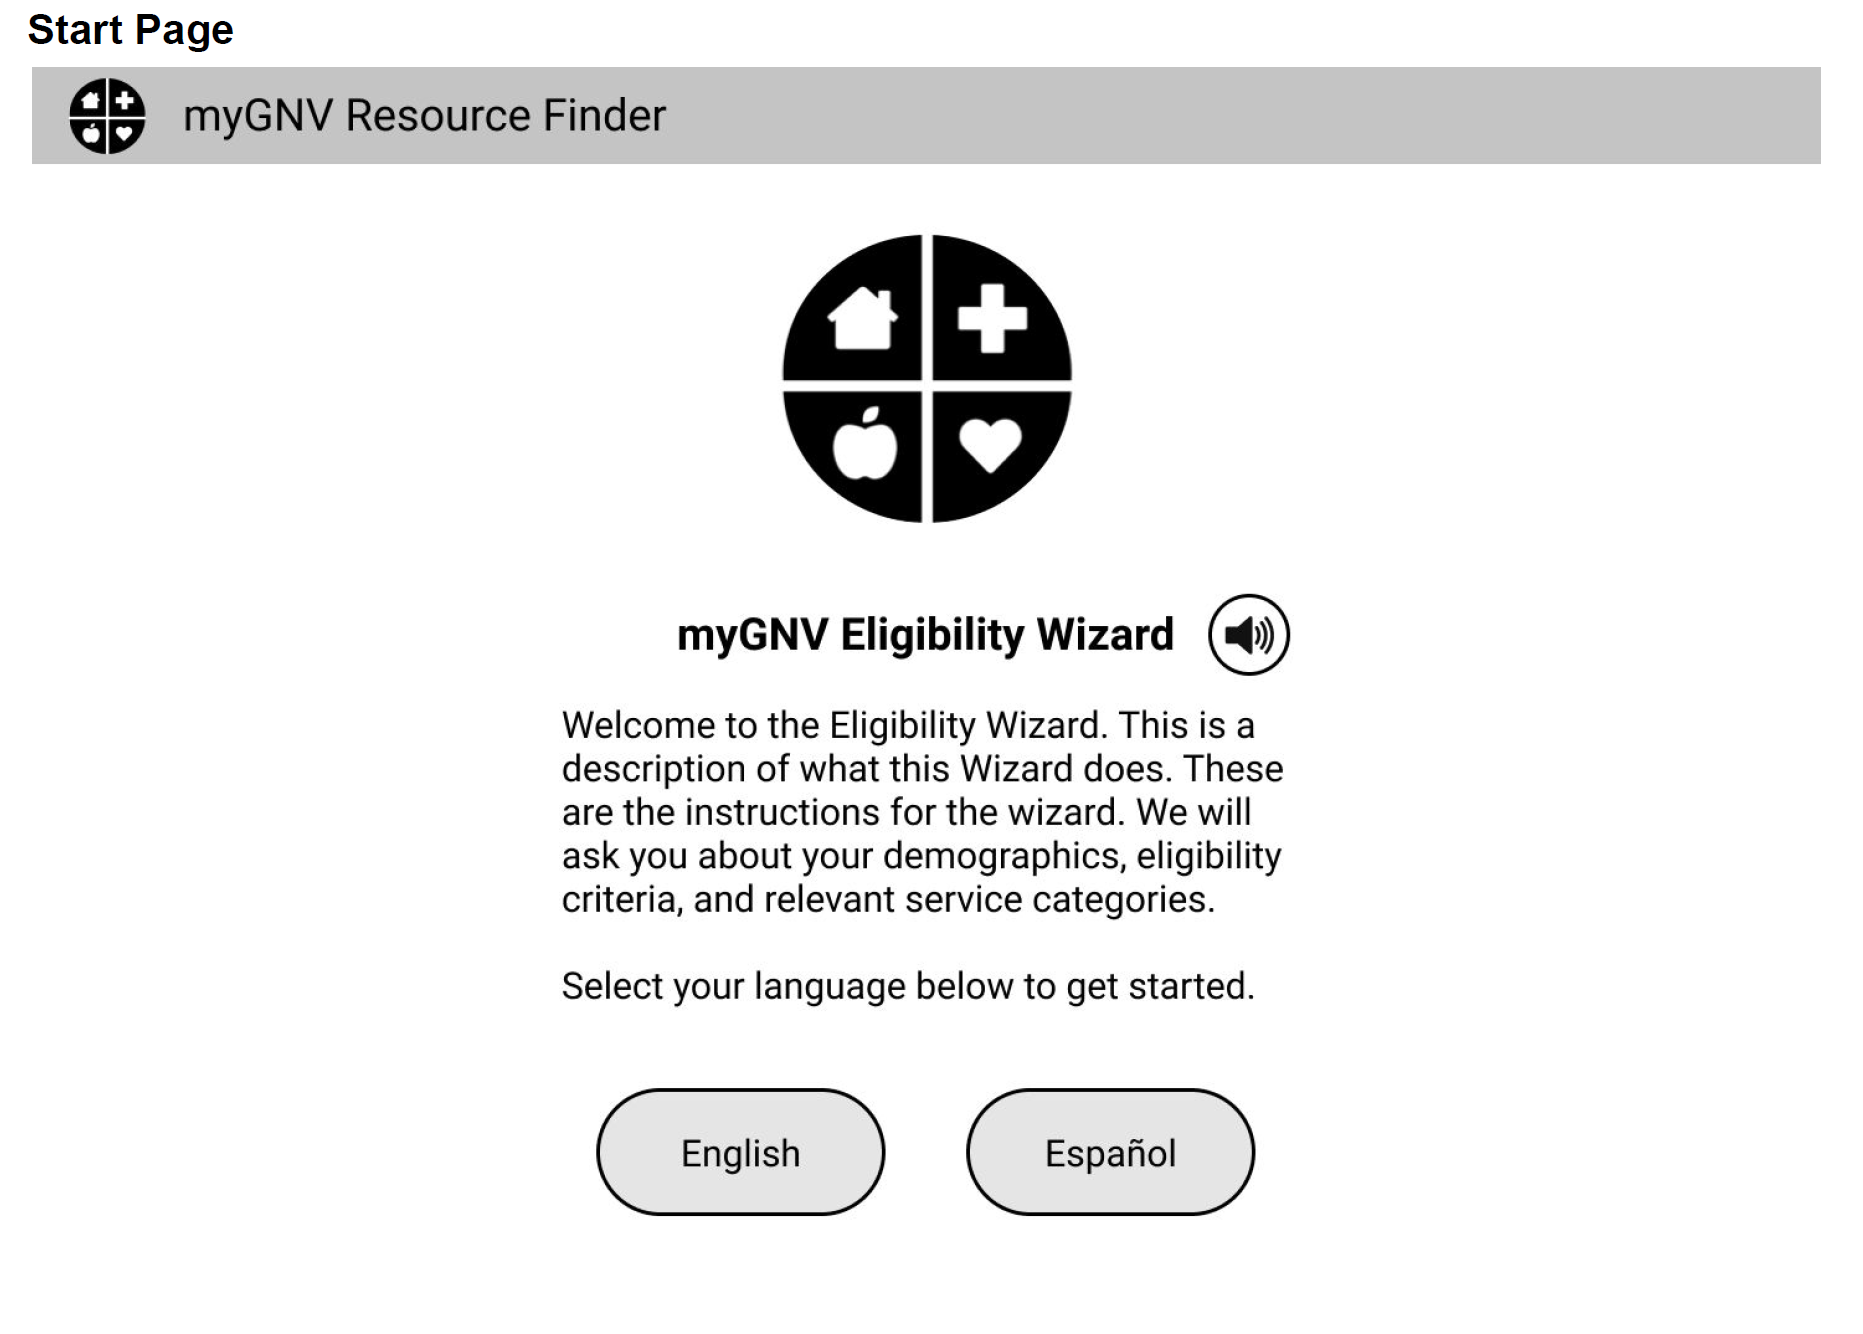 Start Page
myGNV Resource Finder
myGNV Eligibility Wizard
Welcome to the Eligibility Wizard. This is a
description of what this Wizard does. These
are the instructions for the wizard. We will
ask you about your demographics, eligibility
criteria, and relevant service categories.
Select your language below to get started.
English
Español